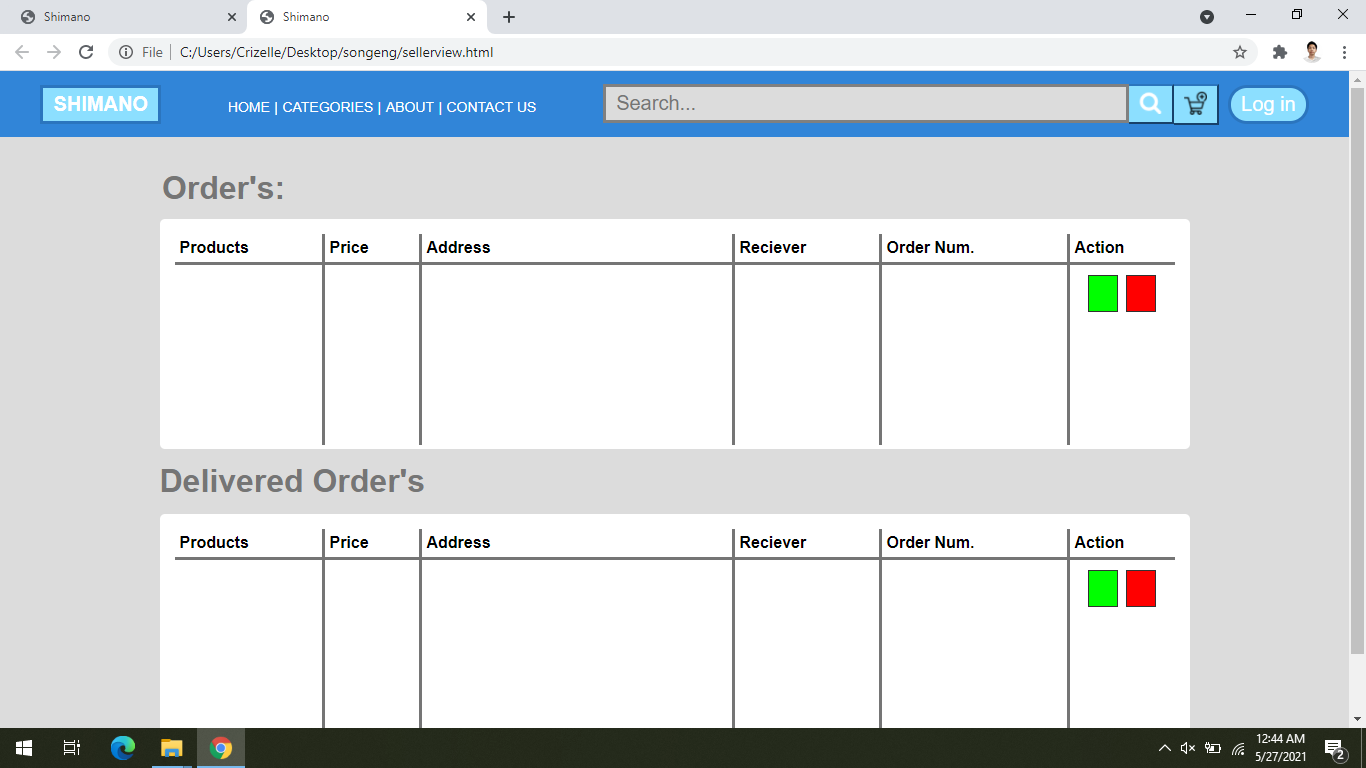 Shimano
Shimano
File | C:/Users/Crizelle/Desktop/songeng/sellerview.html
SHIMANO
HOME | CATEGORIES | ABOUT | CONTACT US
Search...
Log in
Order's:
Products Price Address Reciever Order Num. Action
Delivered Order's
Products Price Address Reciever Order Num. Action
12:44 AM
5/27/2021
2